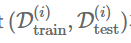 t (𝒟_train^(i), 𝒟_test^(i))